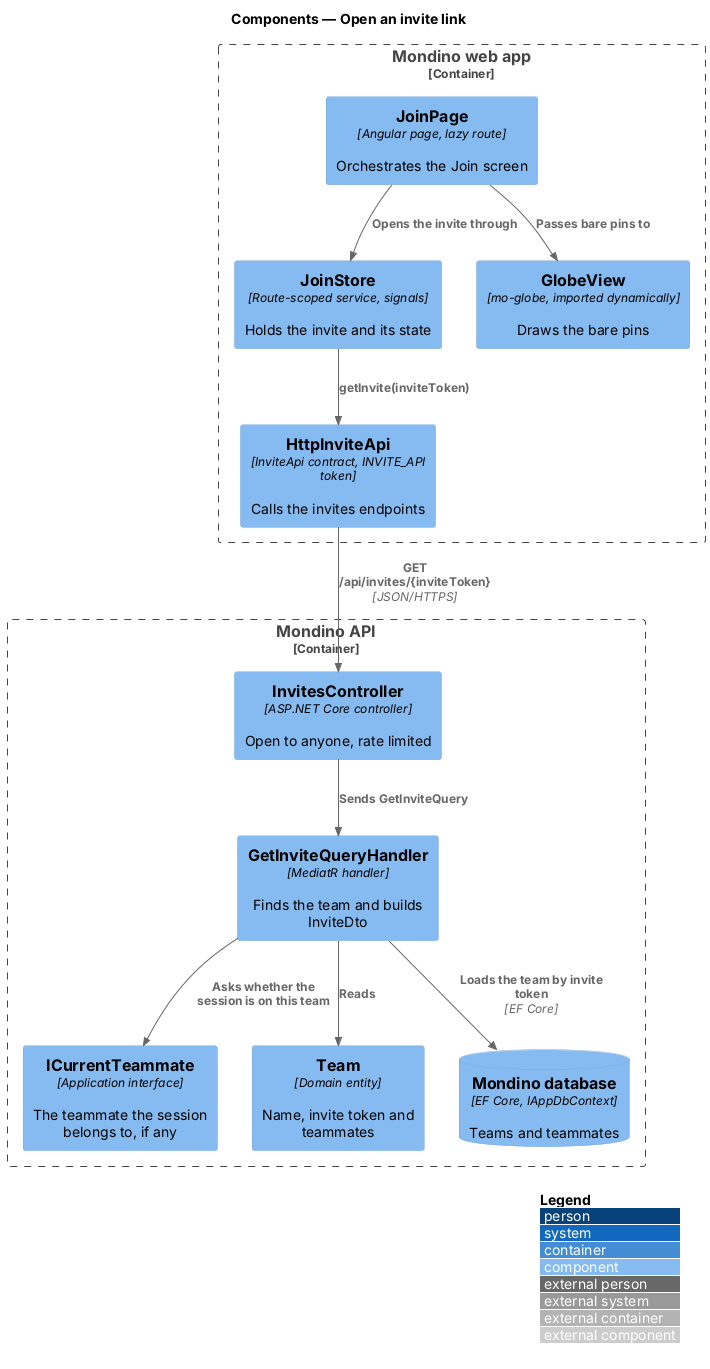 Components — Open an invite link
Mondino web app
[Container]
JoinPage
[Angular page, lazy route]
Orchestrates the Join screen
Opens the invite through
Passes bare pins to
JoinStore
[Route-scoped service, signals]
Holds the invite and its state
GlobeView
[mo-globe, imported dynamically]
Draws the bare pins
getInvite(inviteToken)
HttpInviteApi
[InviteApi contract, INVITE_API
token]
Calls the invites endpoints
GET
/api/invites/{inviteToken}
[JSON/HTTPS]
Mondino API
[Container]
InvitesController
[ASP.NET Core controller]
Open to anyone, rate limited
Sends GetInviteQuery
GetInviteQueryHandler
[MediatR handler]
Finds the team and builds
InviteDto
Asks whether the
session is on this team
Reads
Loads the team by invite
token
[EF Core]
ICurrentTeammate
[Application interface]
The teammate the session
belongs to, if any
Team
[Domain entity]
Name, invite token and
teammates
Mondino database
[EF Core, IAppDbContext]
Teams and teammates
Legend
person
system
container
component
external person
external system
external container
external component